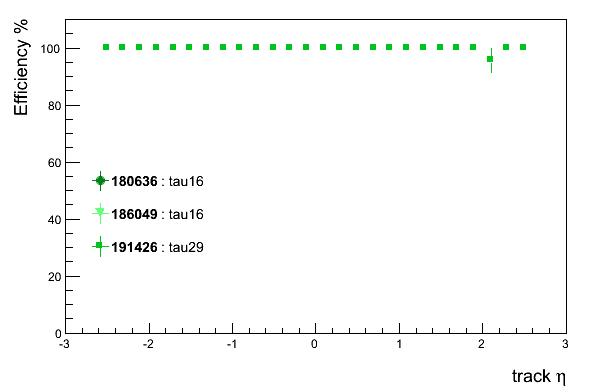 Efficiency %
100
80
60
40
20
0
180636 : tau16
186049 : tau16
191426 : tau29
-3 -2 -1 0 1 2 3
track η